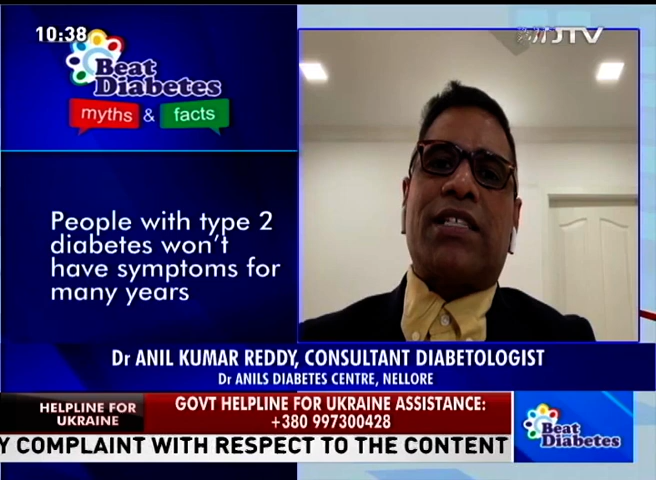 10:38
JTV
Beat
Diabetes
myths & facts
People with type 2
diabetes won't
have symptoms for
many years
Dr ANIL KUMAR REDDY, CONSULTANT DIABETOLOGIST
Dr ANILS DIABETES CENTRE, NELLORE
HELPLINE FOR
UKRAINE
GOVT HELPLINE FOR UKRAINE ASSISTANCE:
+380 997300428
Beat
Diabetes
Y COMPLAINT WITH RESPECT TO THE CONTENT